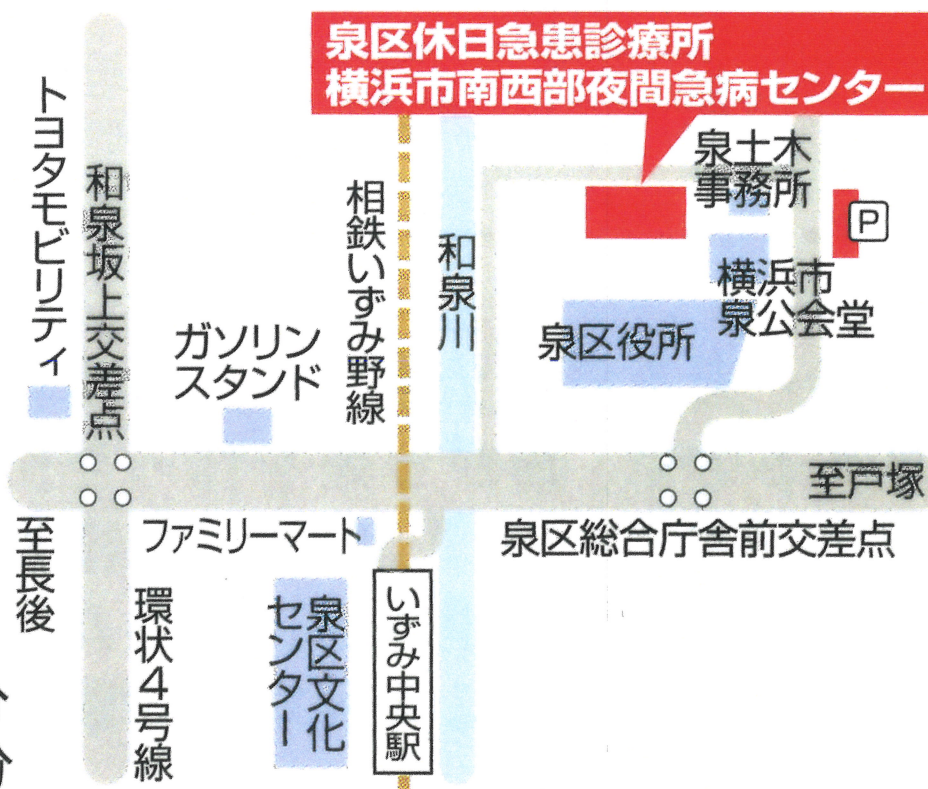 泉区休日急患診療所
横浜市南西部夜間急病センター
トヨタモビリティ
和泉坂上交差点
相鉄いずみ野線
和泉川
泉土木
事務所
P
横浜市
泉公会堂
泉区役所
ガソリン
スタンド
至戸塚
至長後
ファミリーマート
泉区総合庁舎前交差点
環状4号線
泉区文化
センター
いずみ中央駅